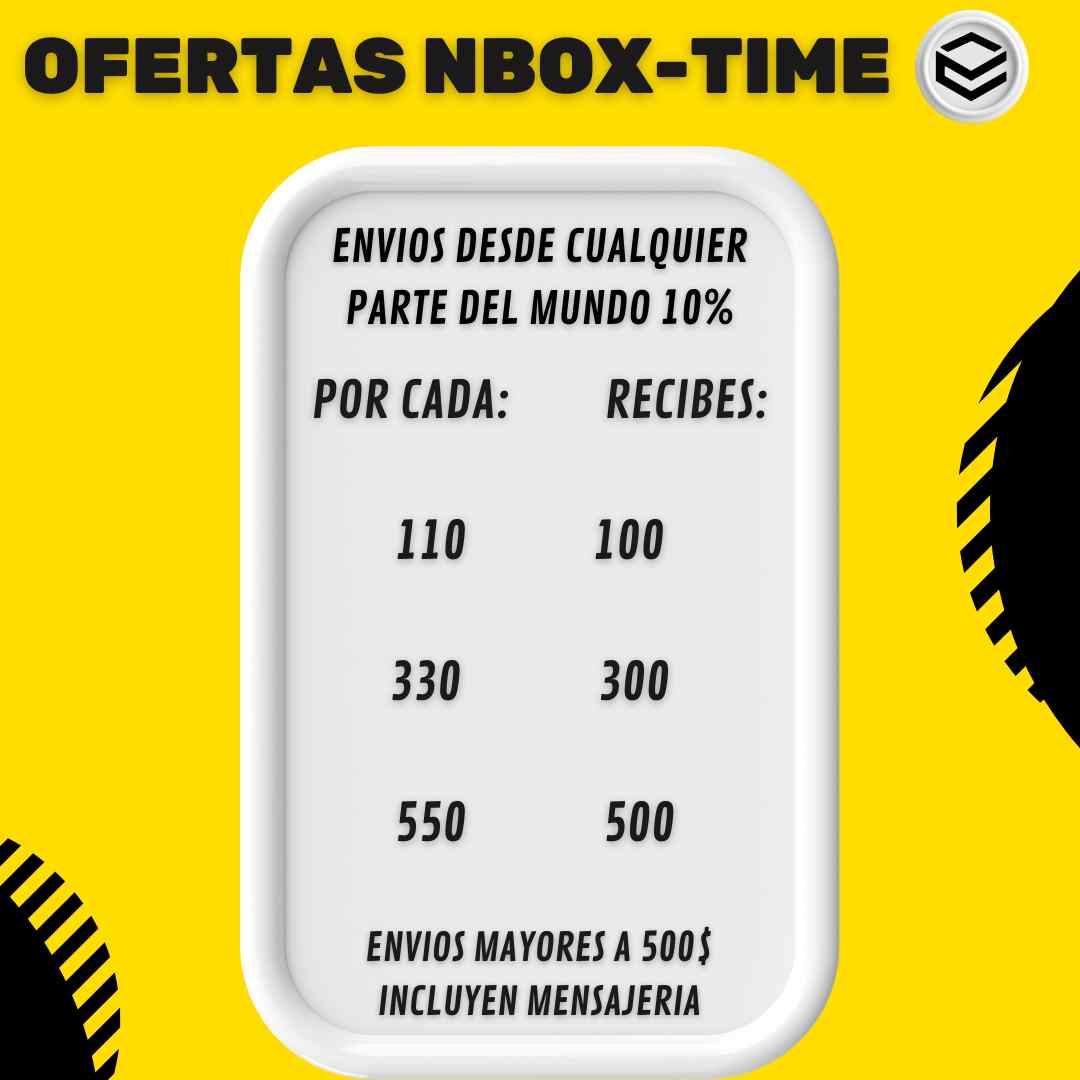 OFERTAS NBOX-TIME
ENVIOS DESDE CUALQUIER
PARTE DEL MUNDO 10%
POR CADA: RECIBES:
110 100
330 300
550 500
ENVIOS MAYORES A 500$
INCLUYEN MENSAJERIA